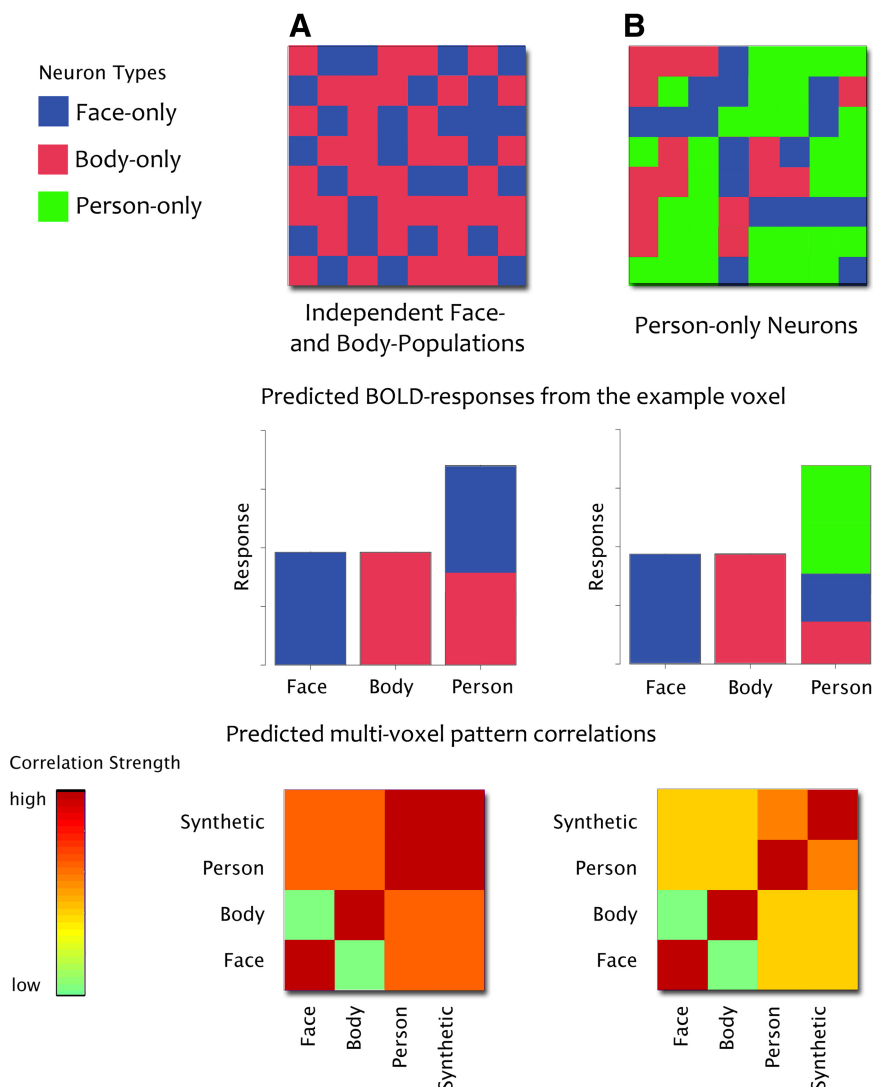 A
B
Neuron Types
Face-only
Body-only
Person-only
Independent Face-
and Body-Populations
Person-only Neurons
Predicted BOLD-responses from the example voxel
Response
Face Body Person
Response
Face Body Person
Predicted multi-voxel pattern correlations
Correlation Strength
high
low
Synthetic
Person
Body
Face
Face
Body
Person
Synthetic
Synthetic
Person
Body
Face
Face
Body
Person
Synthetic